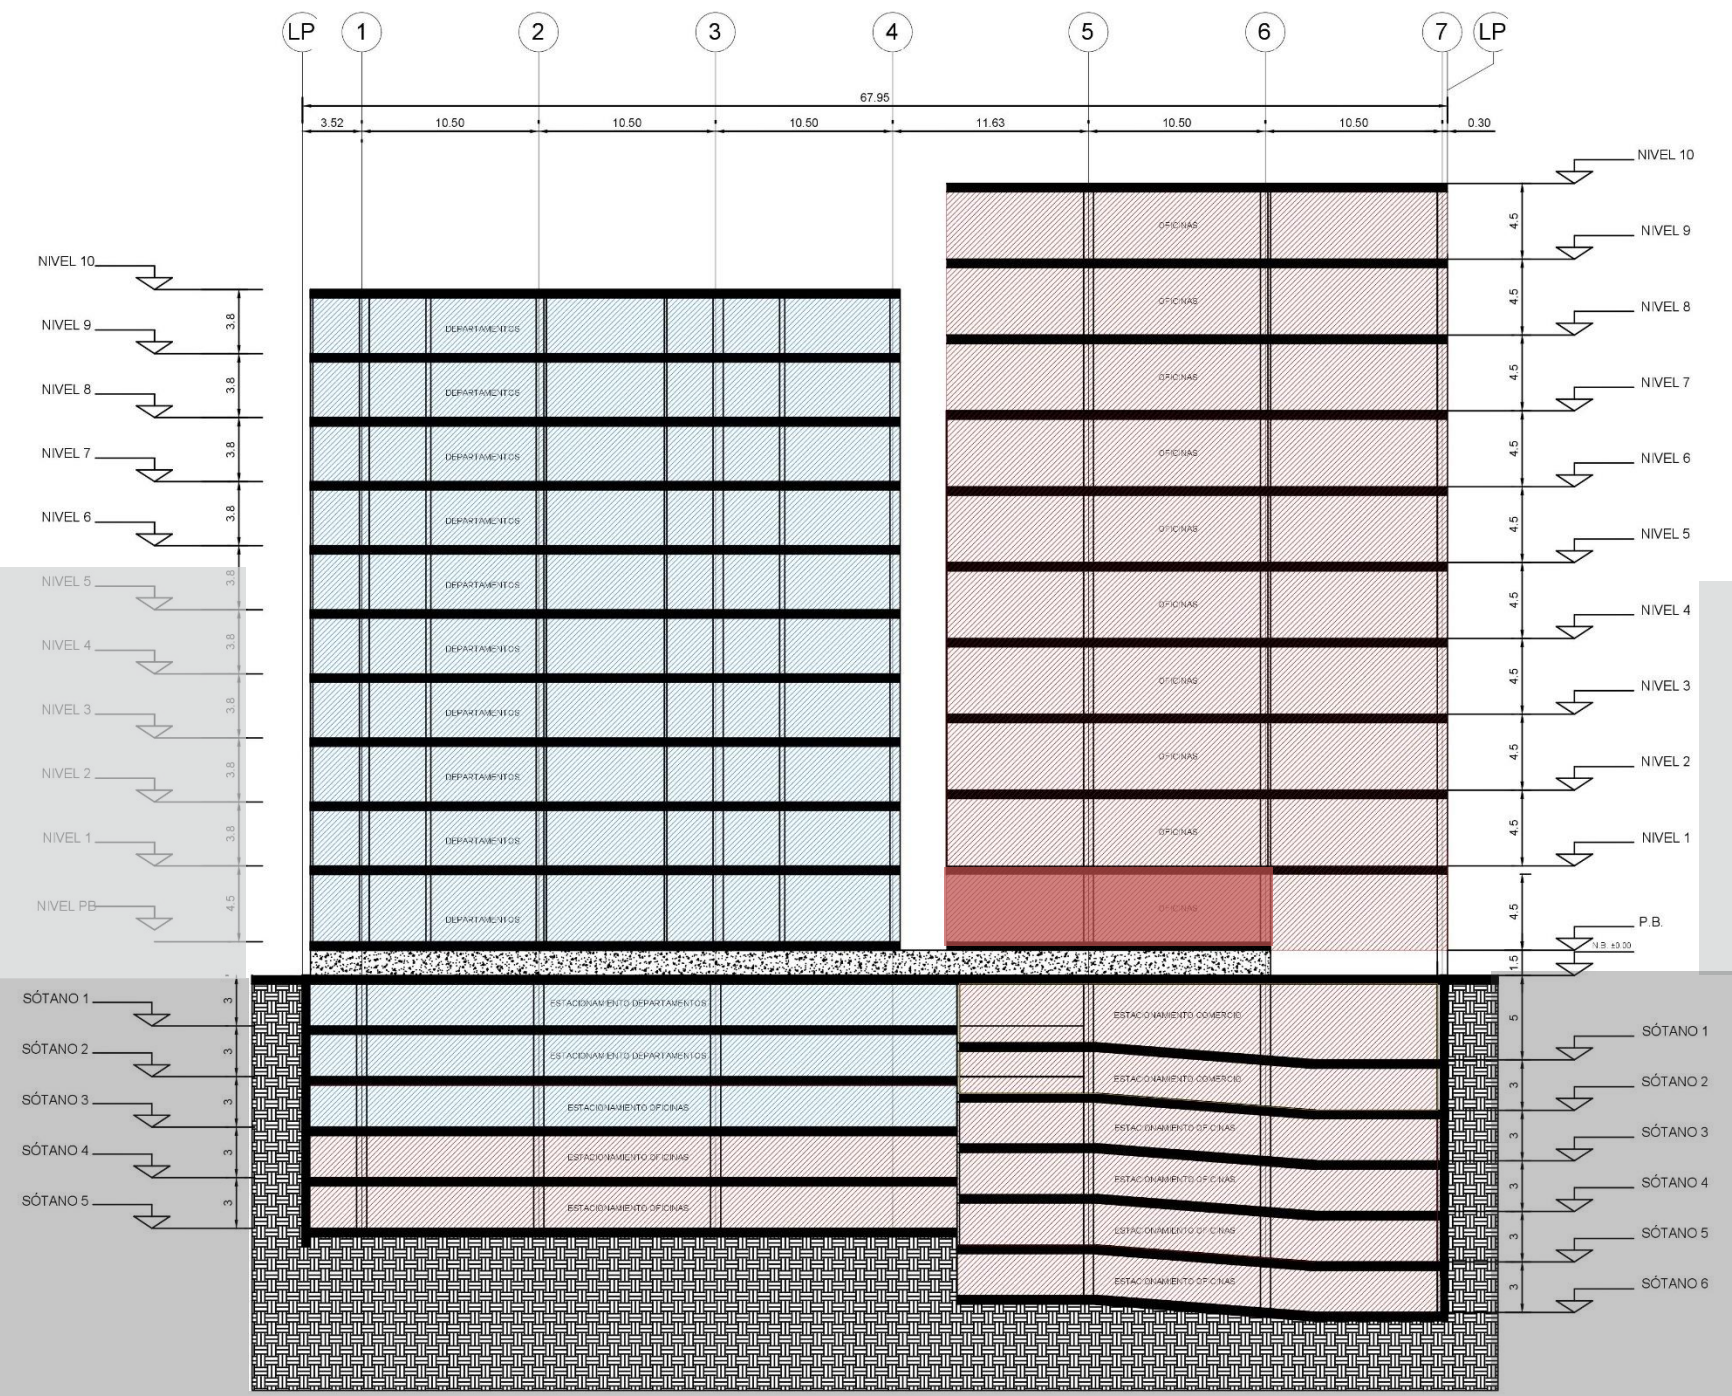 LP 1 2 3 4 5 6 7 LP
67.95
3.52 10.50 10.50 10.50 11.63 10.50 10.50 0.30
NIVEL 10
4.5 OFICINAS
NIVEL 9
4.5 OFICINAS
NIVEL 8
4.5 OFICINAS
NIVEL 7
4.5 OFICINAS
NIVEL 6
4.5 OFICINAS
NIVEL 5
4.5 OFICINAS
NIVEL 4
4.5 OFICINAS
NIVEL 3
4.5 OFICINAS
NIVEL 2
4.5 OFICINAS
NIVEL 1
4.5 OFICINAS
P.B.
N.B. ±0.00
1.5
NIVEL 10
3.8 DEPARTAMENTOS
NIVEL 9
3.8 DEPARTAMENTOS
NIVEL 8
3.8 DEPARTAMENTOS
NIVEL 7
3.8 DEPARTAMENTOS
NIVEL 6
3.8 DEPARTAMENTOS
NIVEL 5
3.8 DEPARTAMENTOS
NIVEL 4
3.8 DEPARTAMENTOS
NIVEL 3
3.8 DEPARTAMENTOS
NIVEL 2
3.8 DEPARTAMENTOS
NIVEL 1
4.5 DEPARTAMENTOS
NIVEL PB
SÓTANO 1
3 ESTACIONAMIENTO DEPARTAMENTOS
SÓTANO 2
3 ESTACIONAMIENTO DEPARTAMENTOS
SÓTANO 3
3 ESTACIONAMIENTO OFICINAS
SÓTANO 4
3 ESTACIONAMIENTO OFICINAS
SÓTANO 5
3 ESTACIONAMIENTO OFICINAS
ESTACIONAMIENTO COMERCIO 5
SÓTANO 1
ESTACIONAMIENTO COMERCIO 3
SÓTANO 2
ESTACIONAMIENTO OFICINAS 3
SÓTANO 3
ESTACIONAMIENTO OFICINAS 3
SÓTANO 4
ESTACIONAMIENTO OFICINAS 3
SÓTANO 5
ESTACIONAMIENTO OFICINAS 3
SÓTANO 6